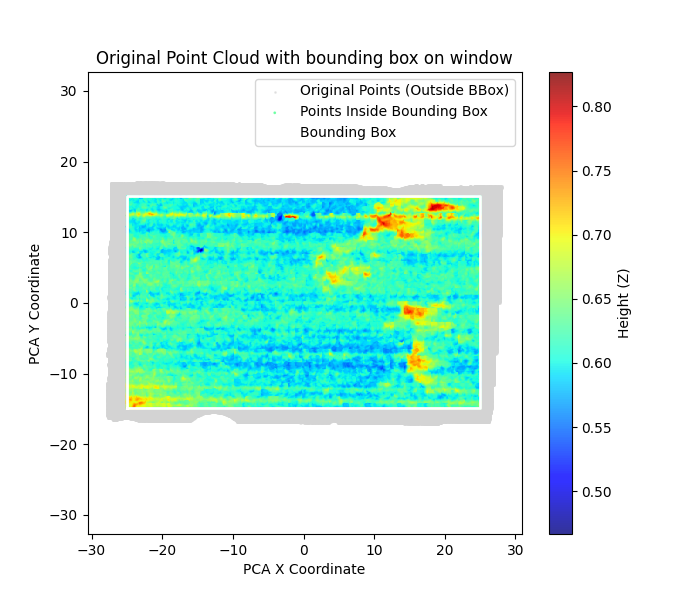 Original Point Cloud with bounding box on window
Original Points (Outside BBox)
Points Inside Bounding Box
Bounding Box
30
20
10
0
−10
−20
−30
PCA Y Coordinate
−30 −20 −10 0 10 20 30
PCA X Coordinate
0.80
0.75
0.70
0.65
0.60
0.55
0.50
Height (Z)